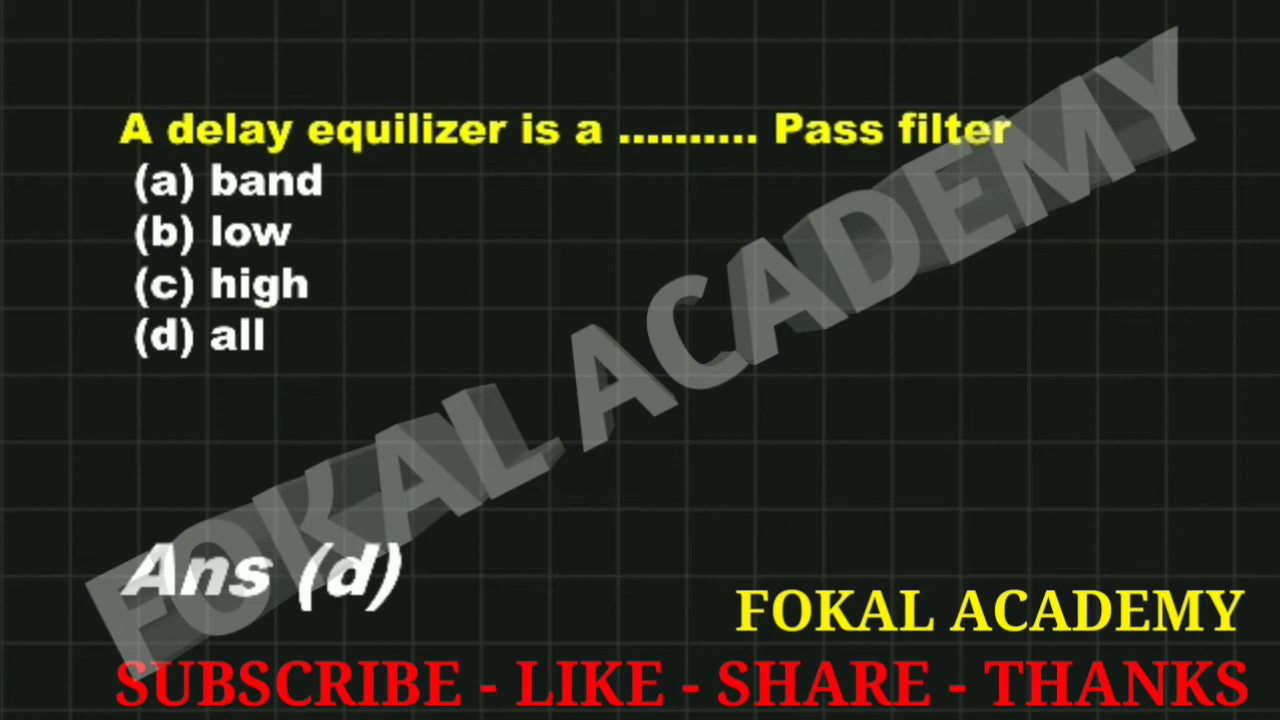 A delay equilizer is a .......... Pass filter
(a) band
(b) low
(c) high
(d) all
FOKAL ACADEMY
Ans (d)
FOKAL ACADEMY
SUBSCRIBE - LIKE - SHARE - THANKS